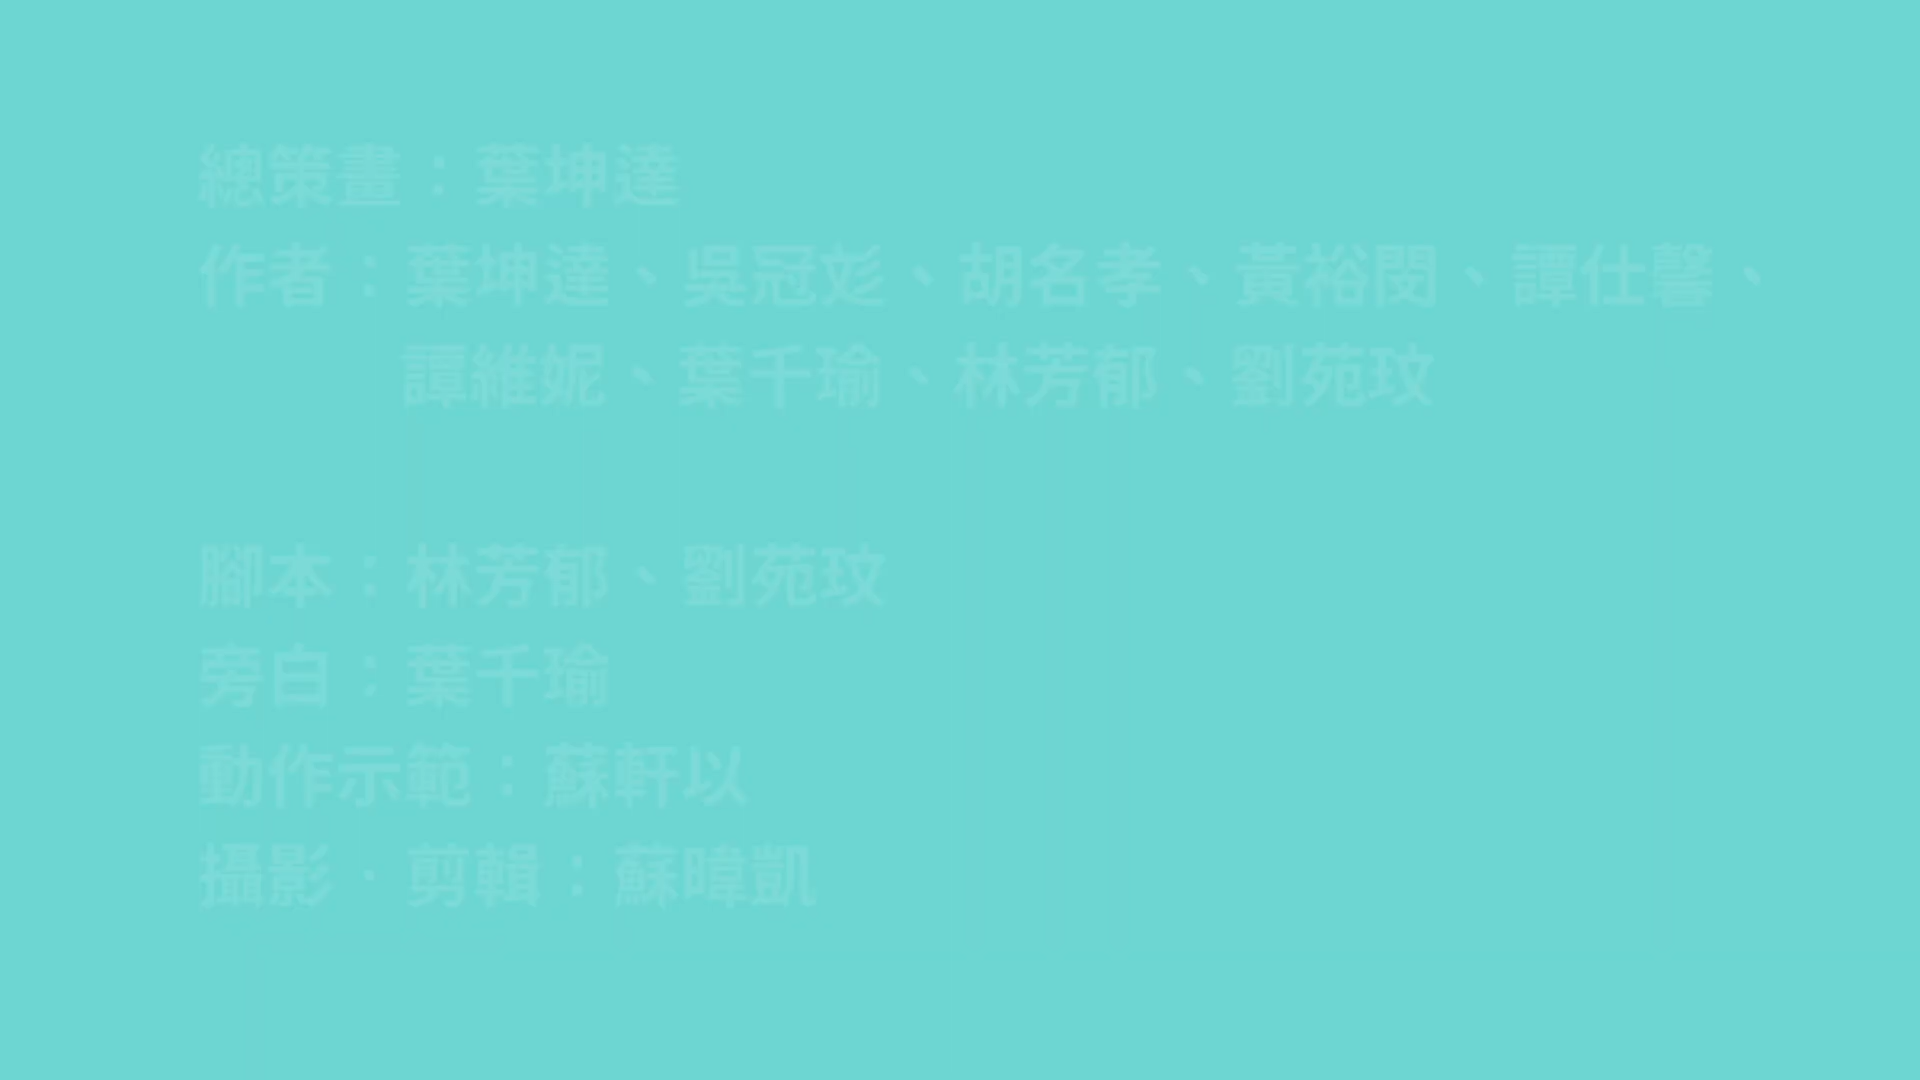 總策畫：葉坤達
作者：葉坤達、吳冠彣、胡名孝、黃裕閔、譚仕馨、
譚維妮、葉千瑜、林芳郁、劉苑玟
腳本：林芳郁、劉苑玟
旁白：葉千瑜
動作示範：蘇軒以
攝影．剪輯：蘇暐凱